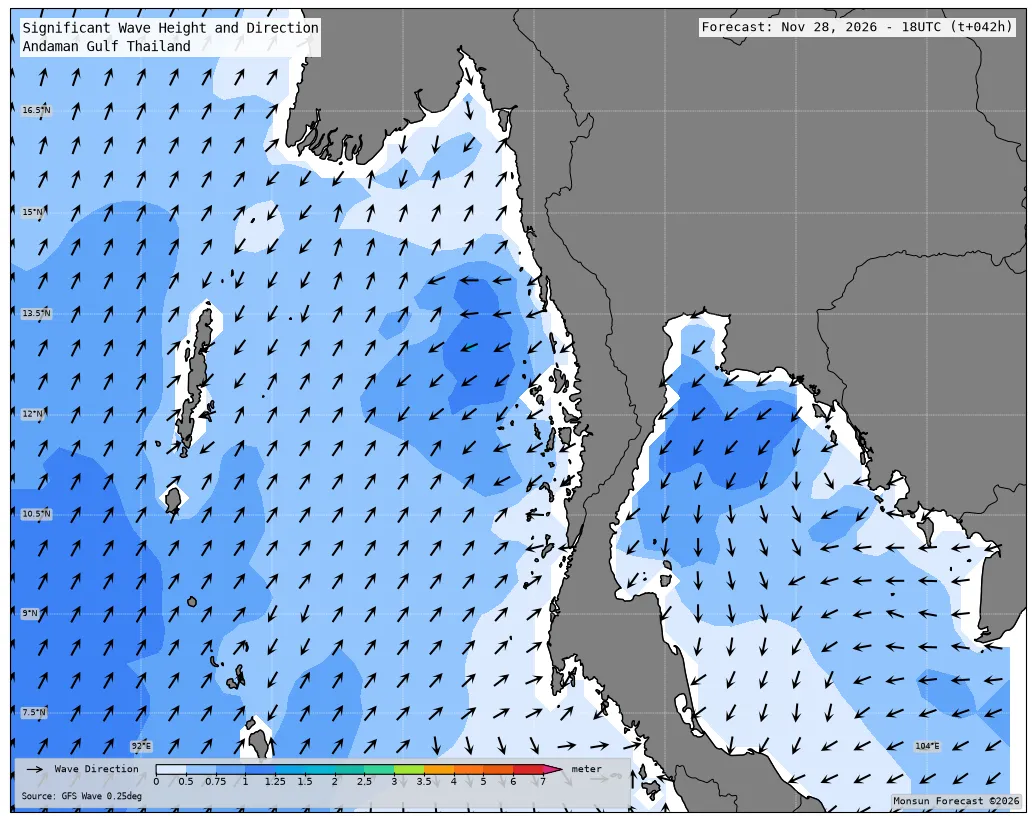 Significant Wave Height and Direction
Andaman Gulf Thailand
Forecast: Nov 28, 2026 - 18UTC (t+042h)
16.5°N
15°N
13.5°N
12°N
10.5°N
9°N
7.5°N
92°E
104°E
Wave Direction
0 0.5 0.75 1 1.25 1.5 2 2.5 3 3.5 4 5 6 7 meter
Source: GFS Wave 0.25deg
Monsun Forecast ©2026